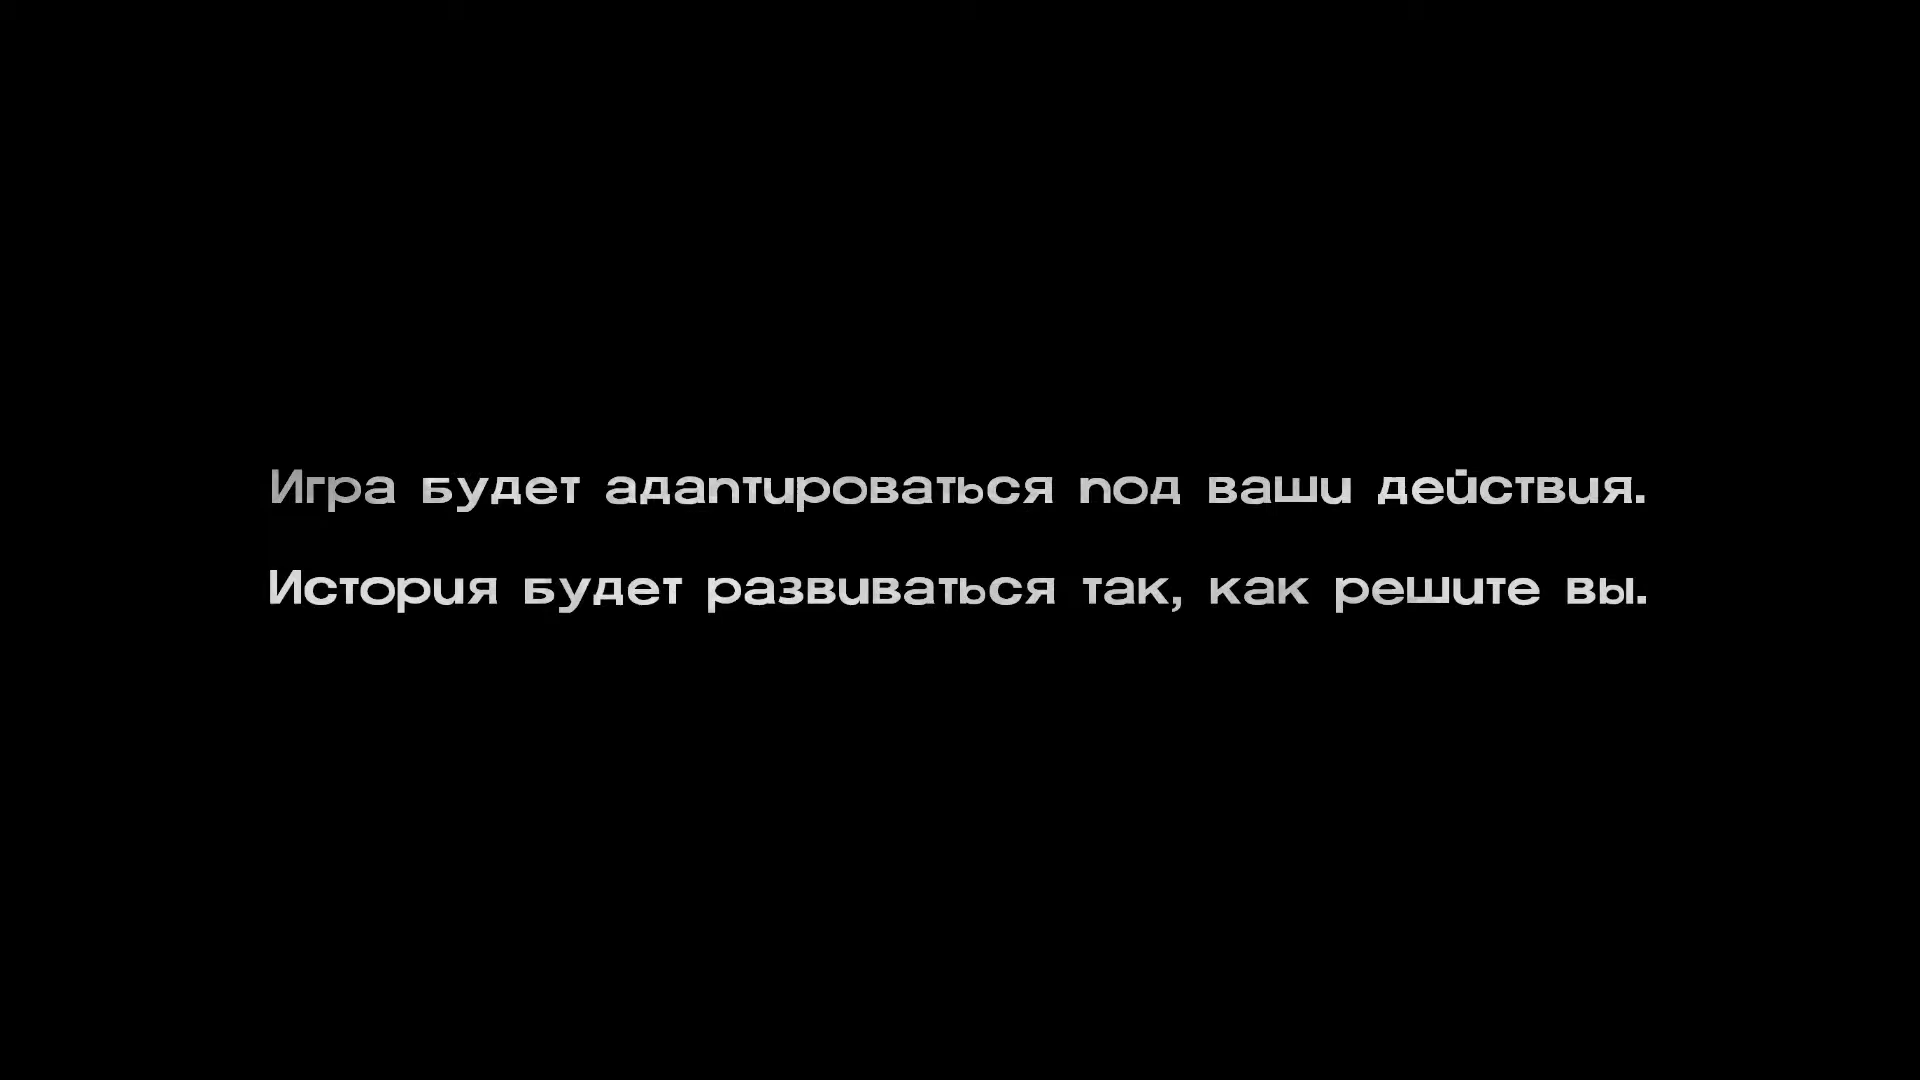 Игра будет адаптироваться под ваши действия.
История будет развиваться так, как решите вы.